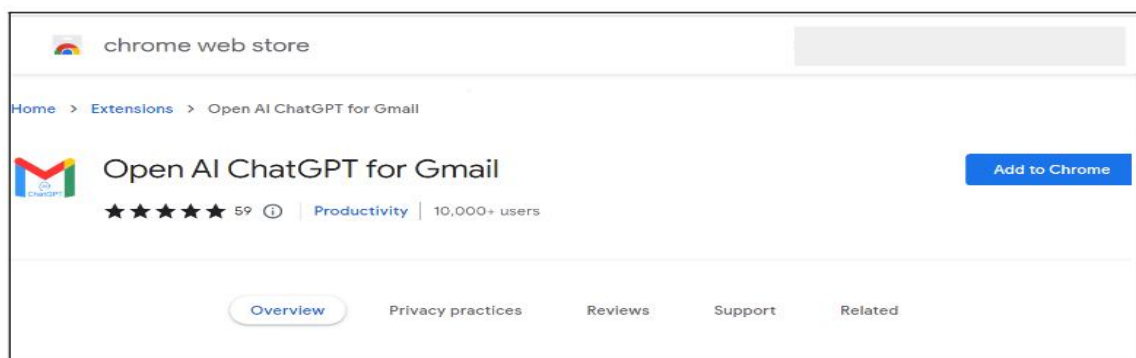 chrome web store
Home > Extensions > Open AI ChatGPT for Gmail
Open AI ChatGPT for Gmail
Add to Chrome
ChatGPT
59 Productivity 10,000+ users
Overview Privacy practices Reviews Support Related